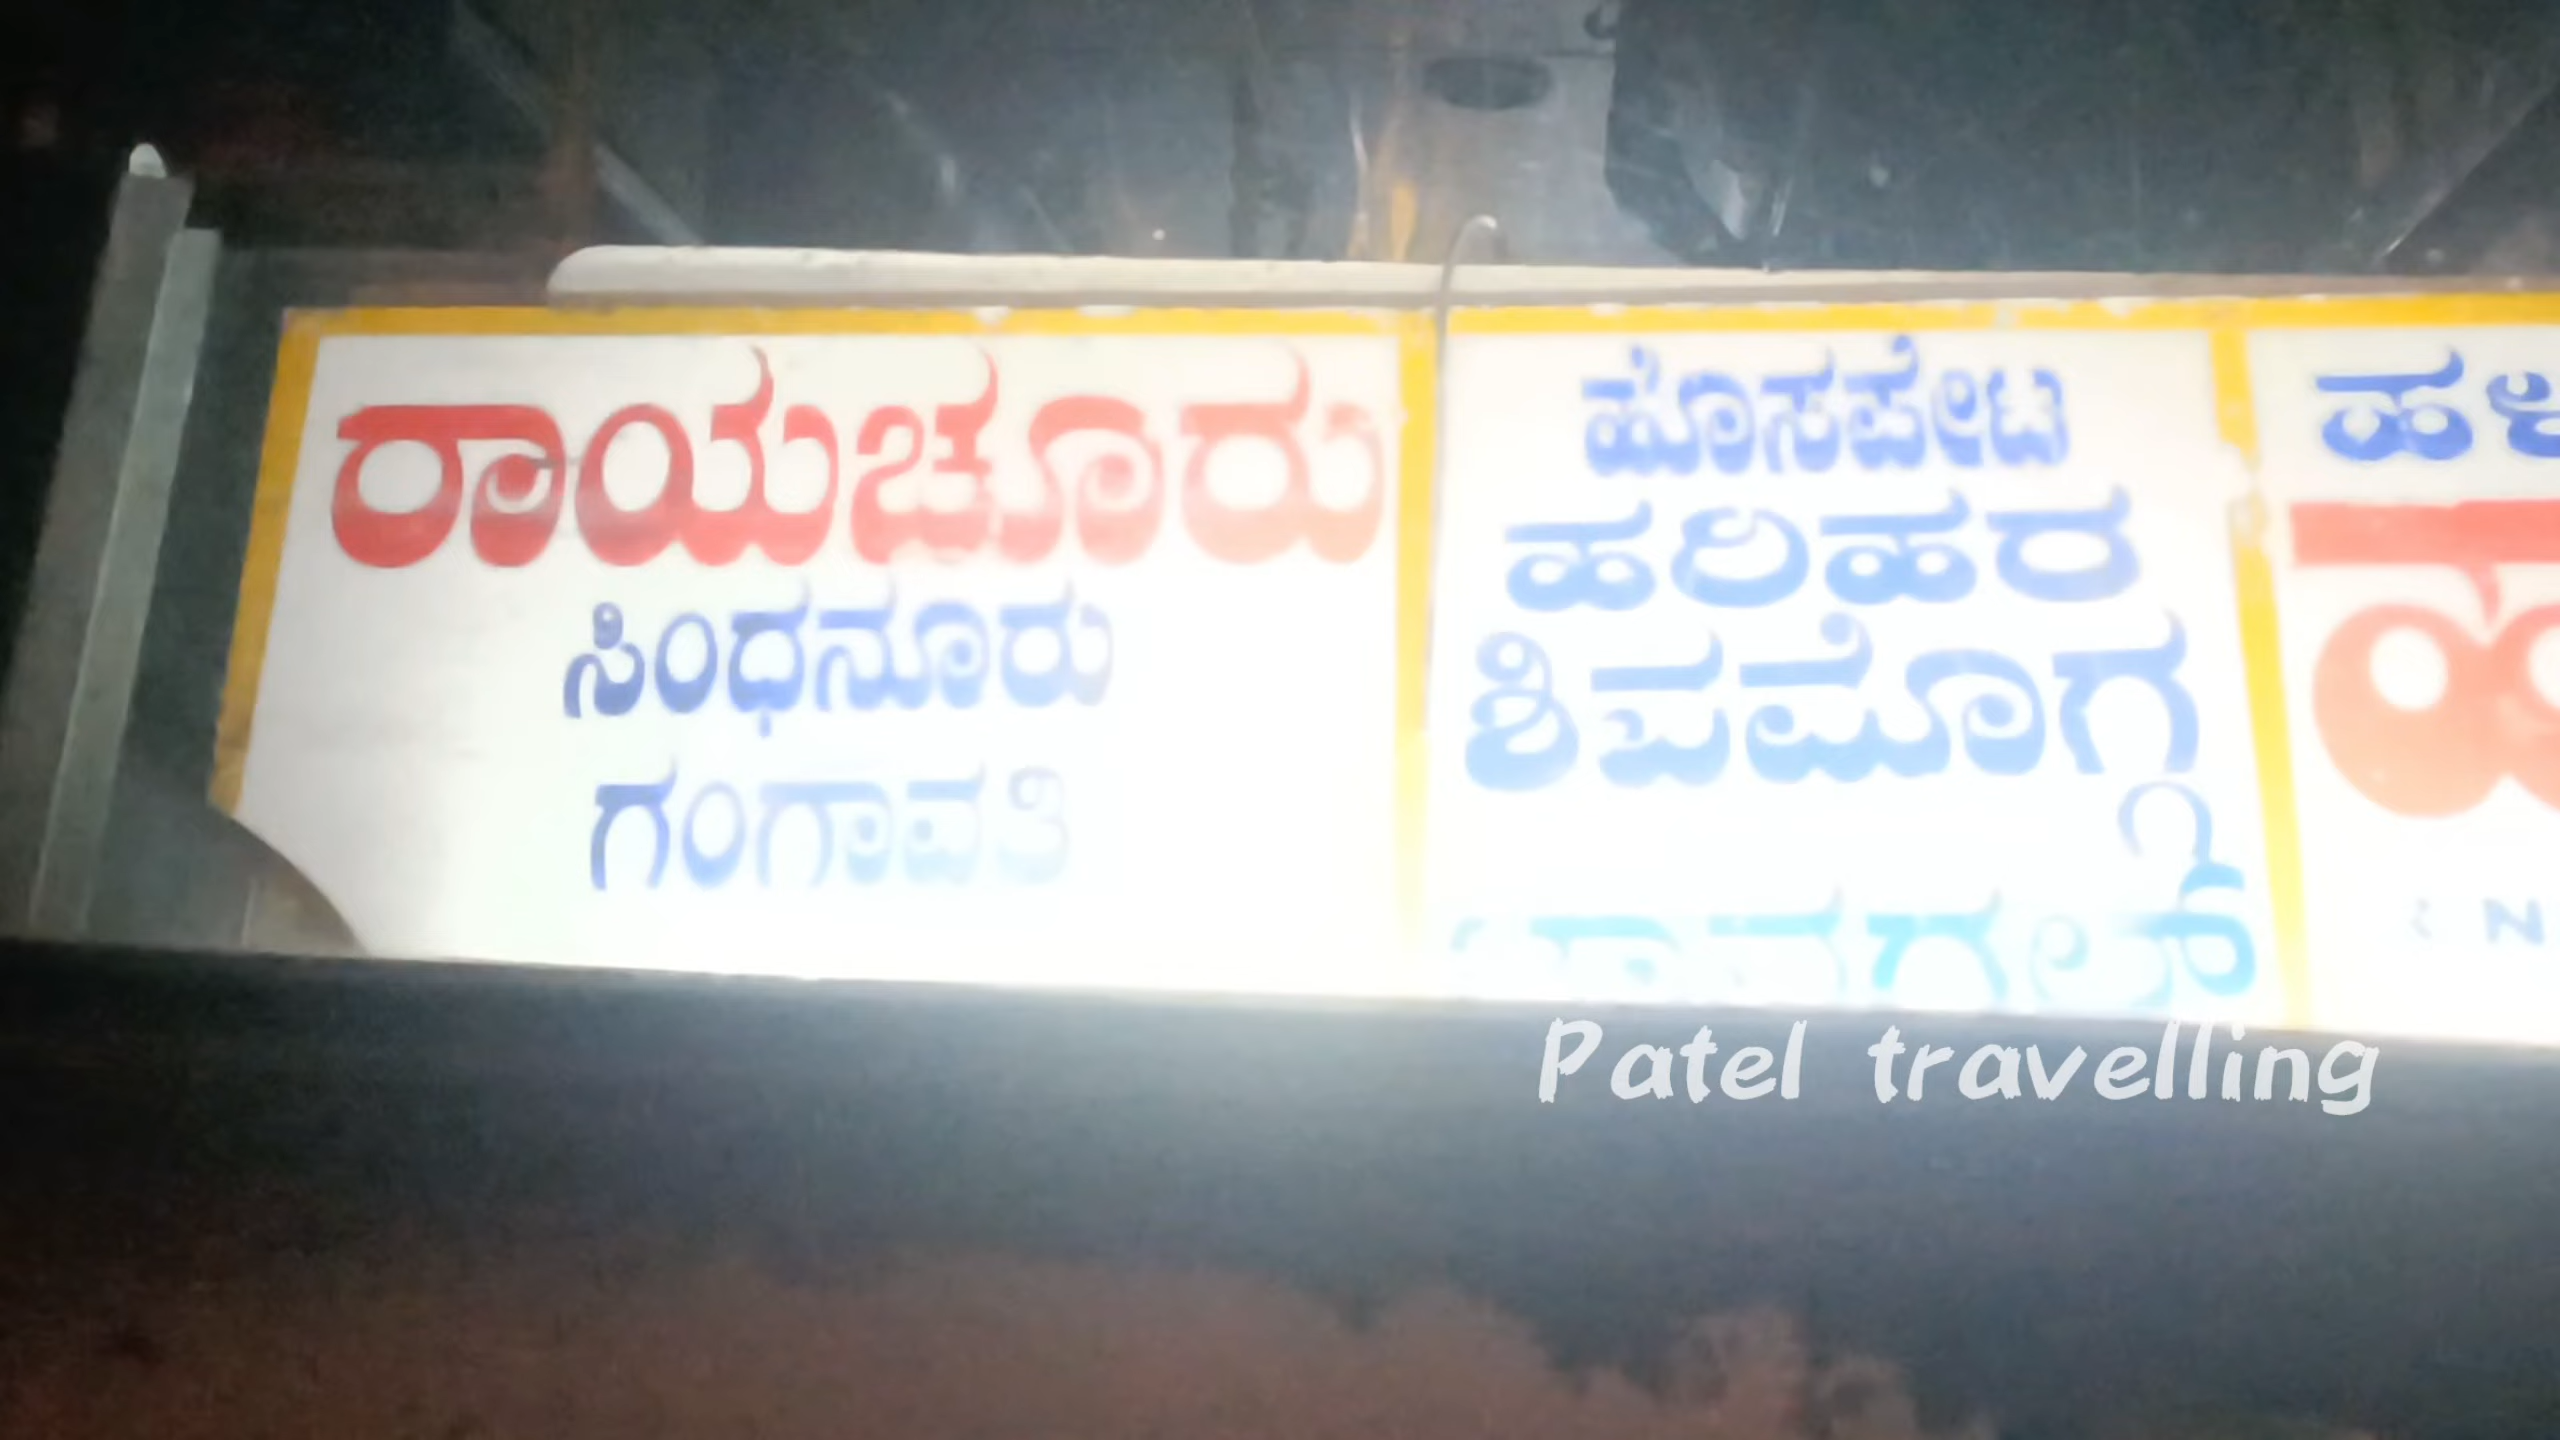 ರಾಯಚೂರು
ಸಿಂಧನೂರು
ಗಂಗಾವತಿ
ಹೊಸಪೇಟ
ಹರಿಹರ
ಶಿವಮೊಗ್ಗ
Patel travelling